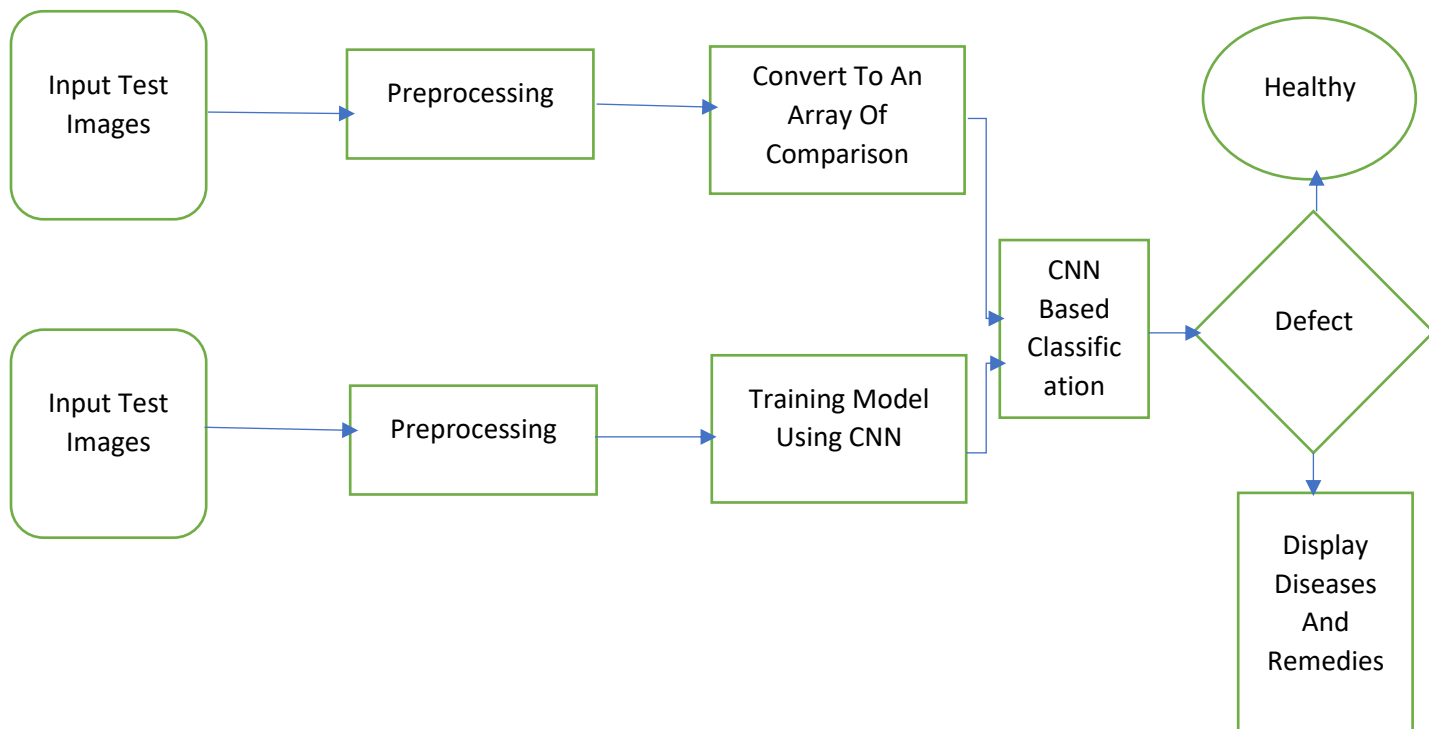 Input Test
Images
Preprocessing
Convert To An
Array Of
Comparison
Healthy
CNN
Based
Classific
ation
Defect
Input Test
Images
Preprocessing
Training Model
Using CNN
Display
Diseases
And
Remedies